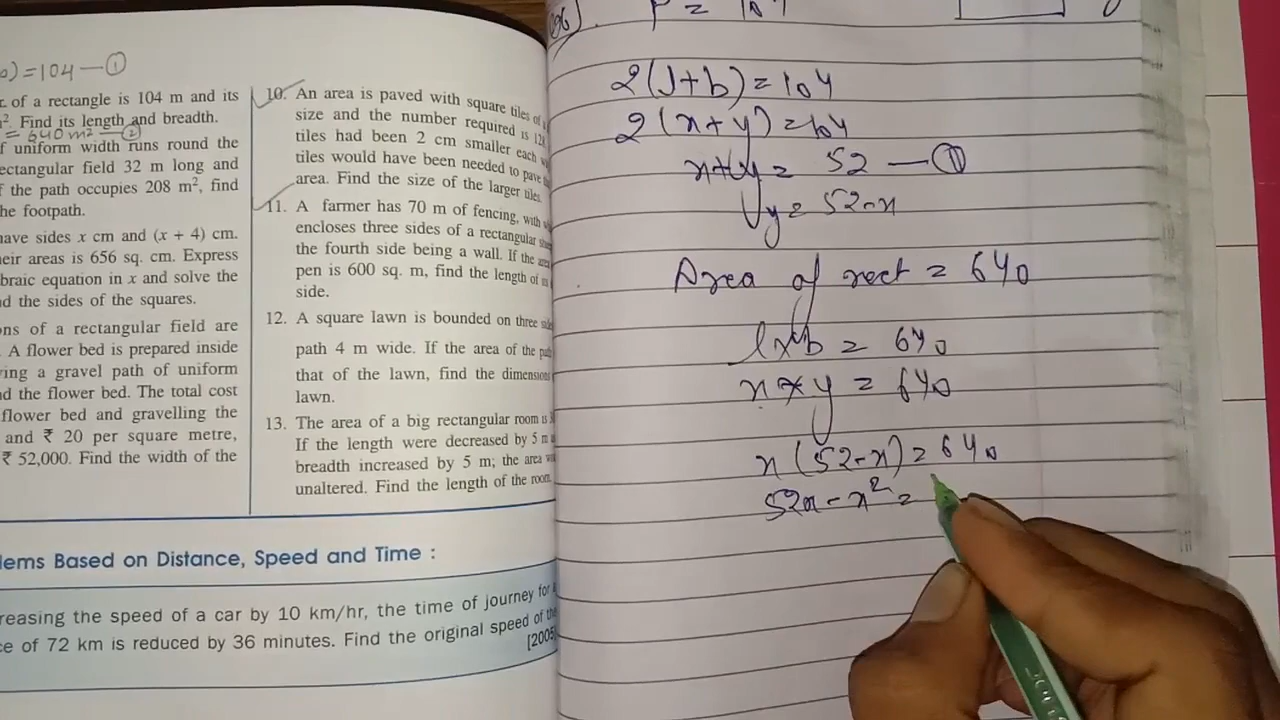 ) = 104 — ①
of a rectangle is 104 m and its
². Find its length and breadth.
= 640 m² — ②
f uniform width runs round the
ectangular field 32 m long and
f the path occupies 208 m², find
he footpath.
have sides x cm and (x + 4) cm.
eir areas is 656 sq. cm. Express
braic equation in x and solve the
d the sides of the squares.
ons of a rectangular field are
. A flower bed is prepared inside
ving a gravel path of uniform
nd the flower bed. The total cost
flower bed and gravelling the
and ₹ 20 per square metre,
₹ 52,000. Find the width of the
10. An area is paved with square tiles of
size and the number required is 12
tiles had been 2 cm smaller each
tiles would have been needed to pave
area. Find the size of the larger tiles.
11. A farmer has 70 m of fencing, with
encloses three sides of a rectangular
the fourth side being a wall. If the
pen is 600 sq. m, find the length of
side.
12. A square lawn is bounded on three
path 4 m wide. If the area of the
that of the lawn, find the dimensions
lawn.
13. The area of a big rectangular room is
If the length were decreased by 5 m
breadth increased by 5 m; the area
unaltered. Find the length of the room.
lems Based on Distance, Speed and Time :
reasing the speed of a car by 10 km/hr, the time of journey for
ce of 72 km is reduced by 36 minutes. Find the original speed of the
[2005]
2(l+b) = 104
2(x+y) = 104
x+y = 52 — ①
y = 52-x
Area of rect = 640
l×b = 640
x×y = 640
x(52-x) = 640
52x - x² =